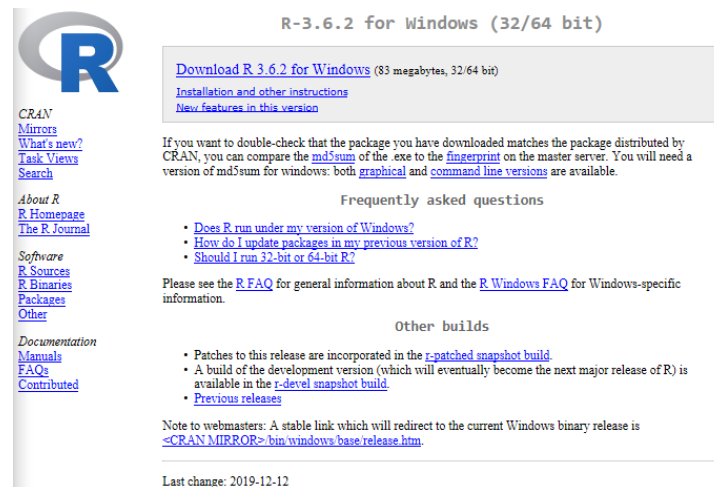 R
CRAN
Mirrors
What's new?
Task Views
Search
About R
R Homepage
The R Journal
Software
R Sources
R Binaries
Packages
Other
Documentation
Manuals
FAQs
Contributed
R-3.6.2 for Windows (32/64 bit)
Download R 3.6.2 for Windows (83 megabytes, 32/64 bit)
Installation and other instructions
New features in this version
If you want to double-check that the package you have downloaded matches the package distributed by
CRAN, you can compare the md5sum of the .exe to the fingerprint on the master server. You will need a
version of md5sum for windows: both graphical and command line versions are available.
Frequently asked questions
• Does R run under my version of Windows?
• How do I update packages in my previous version of R?
• Should I run 32-bit or 64-bit R?
Please see the R FAQ for general information about R and the R Windows FAQ for Windows-specific
information.
Other builds
• Patches to this release are incorporated in the r-patched snapshot build.
• A build of the development version (which will eventually become the next major release of R) is
available in the r-devel snapshot build.
• Previous releases
Note to webmasters: A stable link which will redirect to the current Windows binary release is
<CRAN MIRROR>/bin/windows/base/release.htm.
Last change: 2019-12-12